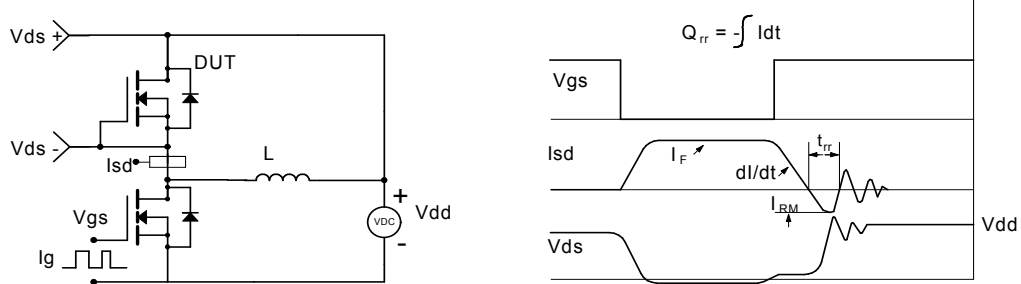 Vds +
DUT
Vds -
Isd
L
Vgs
Ig
+
VDC
-
Vdd
Q rr = - ∫ Idt
Vgs
Isd
I F
dI/dt
t rr
I RM
Vds
Vdd